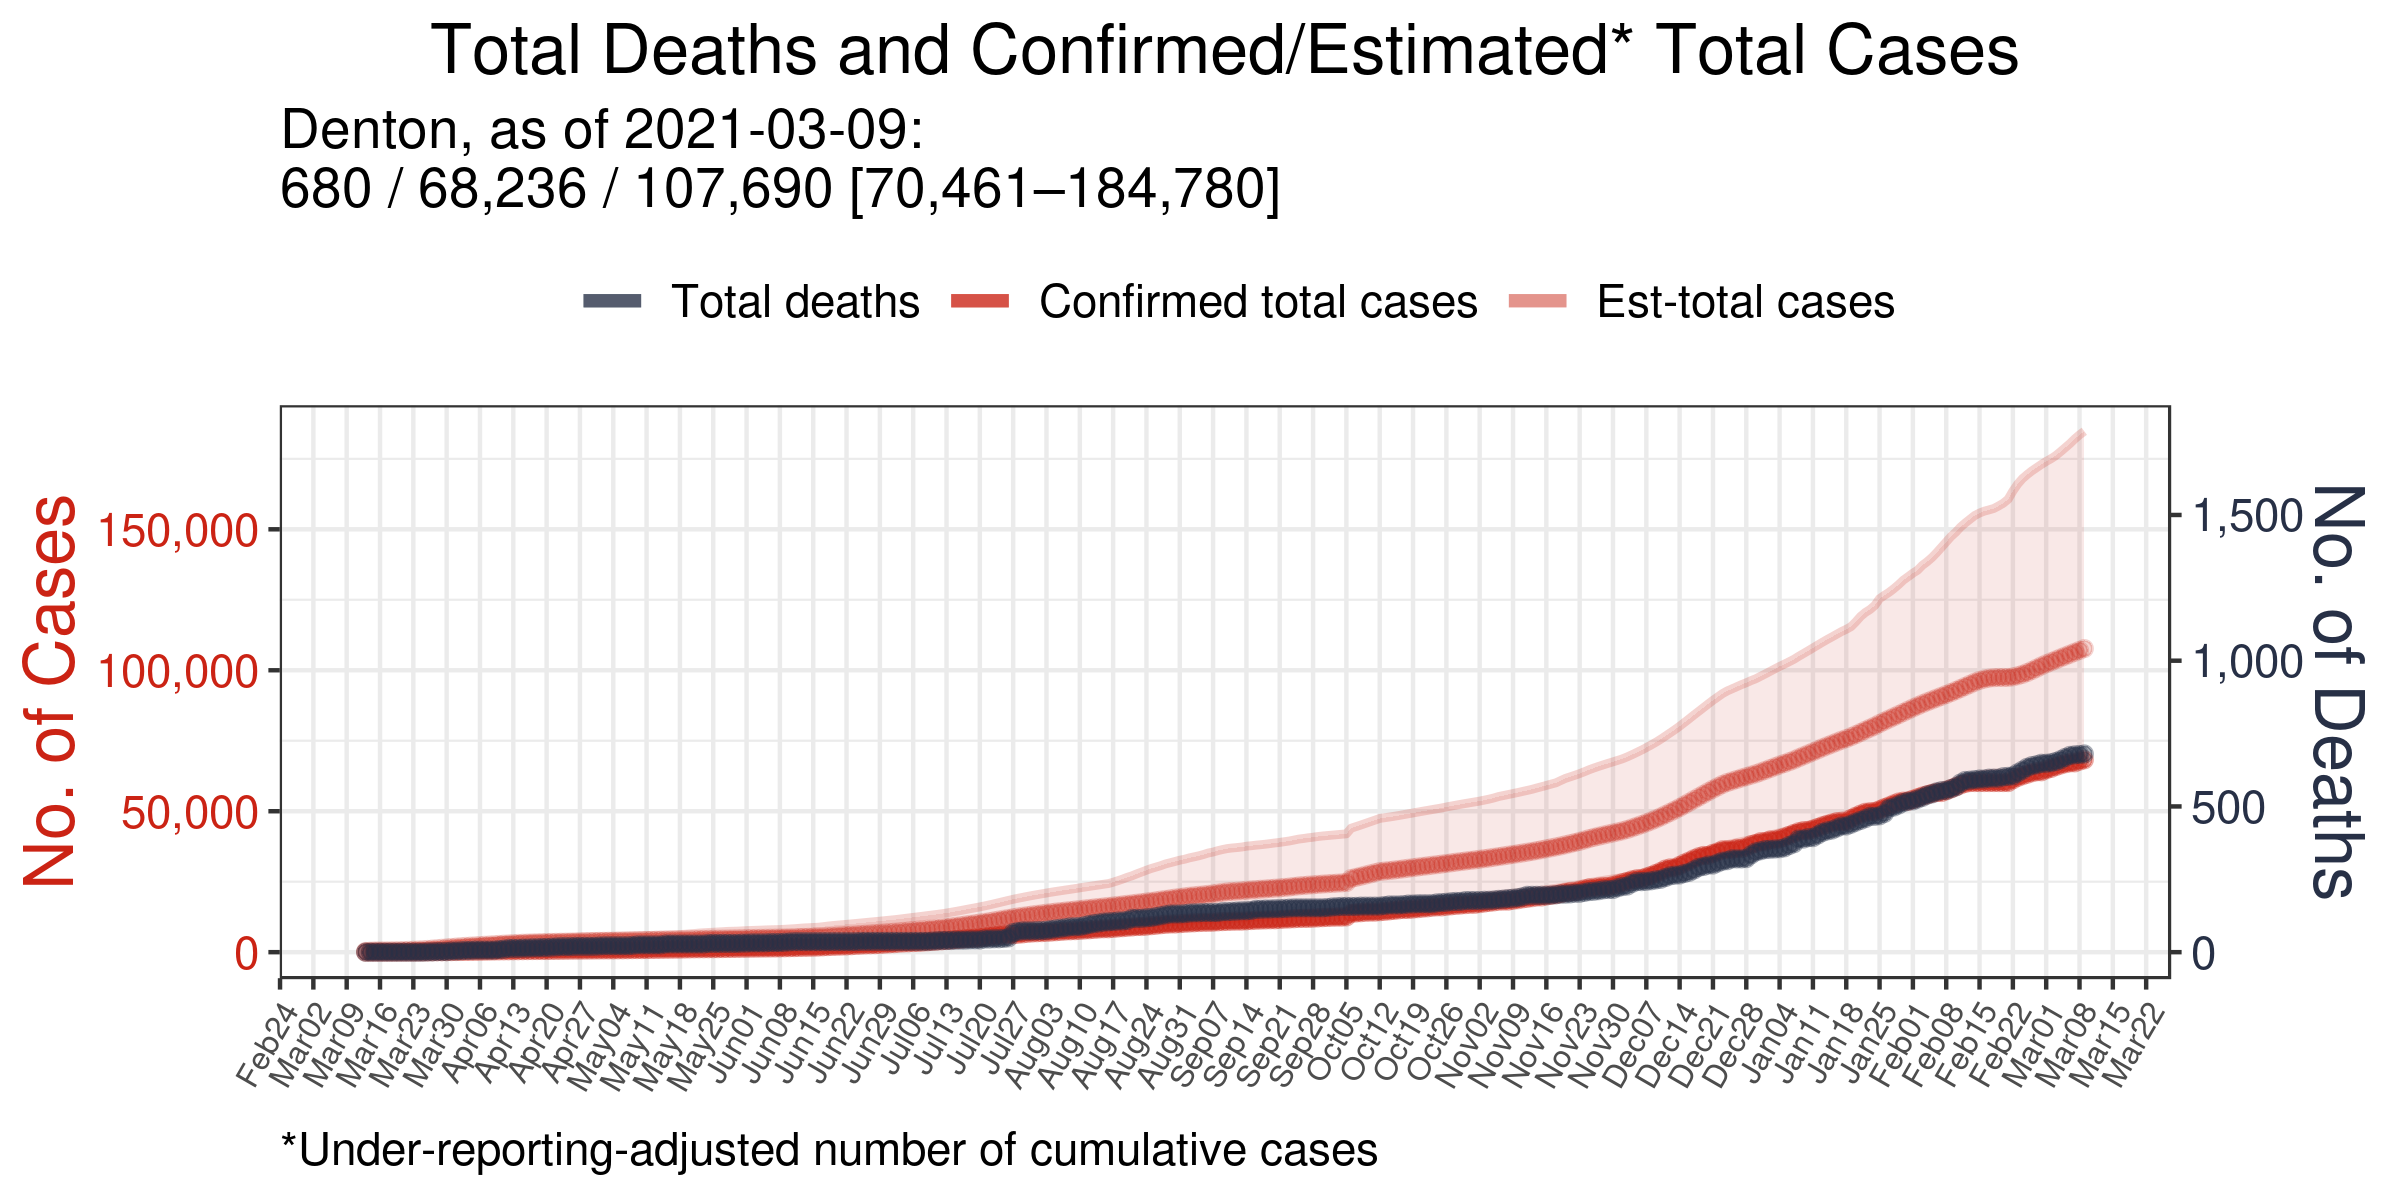 Total Deaths and Confirmed/Estimated* Total Cases
Denton, as of 2021-03-09:
680 / 68,236 / 107,690 [70,461–184,780]
Total deaths
Confirmed total cases
Est-total cases
No. of Cases
150,000
100,000
50,000
0
No. of Deaths
1,500
1,000
500
0
Feb24
Mar02
Mar09
Mar16
Mar23
Mar30
Apr06
Apr13
Apr20
Apr27
May04
May11
May18
May25
Jun01
Jun08
Jun15
Jun22
Jun29
Jul06
Jul13
Jul20
Jul27
Aug03
Aug10
Aug17
Aug24
Aug31
Sep07
Sep14
Sep21
Sep28
Oct05
Oct12
Oct19
Oct26
Nov02
Nov09
Nov16
Nov23
Nov30
Dec07
Dec14
Dec21
Dec28
Jan04
Jan11
Jan18
Jan25
Feb01
Feb08
Feb15
Feb22
Mar01
Mar08
Mar15
Mar22
*Under-reporting-adjusted number of cumulative cases